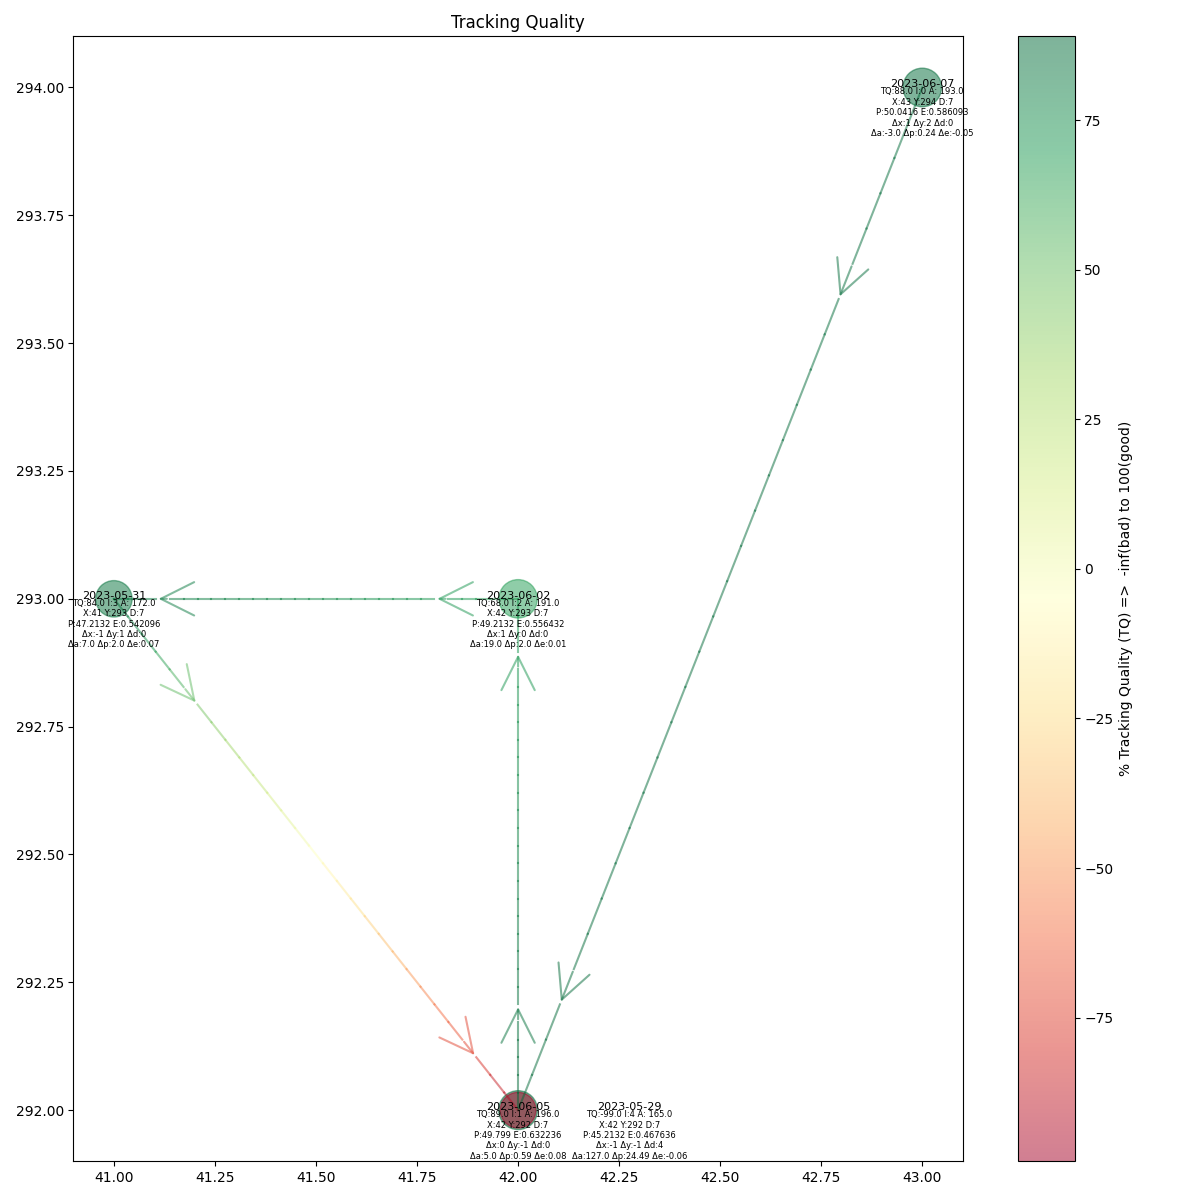 Tracking Quality
294.00
293.75
293.50
293.25
293.00
292.75
292.50
292.25
292.00
2023-06-07
TQ:88.0 I:0 A: 193.0
X:43 Y:294 D:7
P:50.0416 E:0.586093
Δx:1 Δy:2 Δd:0
Δa:-3.0 Δp:0.24 Δe:-0.05
2023-05-31
TQ:84.0 I:3 A: 172.0
X:41 Y:293 D:7
P:47.2132 E:0.542096
Δx:-1 Δy:1 Δd:0
Δa:7.0 Δp:2.0 Δe:0.07
2023-06-02
TQ:68.0 I:2 A: 191.0
X:42 Y:293 D:7
P:49.2132 E:0.556432
Δx:1 Δy:0 Δd:0
Δa:19.0 Δp:2.0 Δe:0.01
2023-06-05
TQ:89.0 I:1 A: 196.0
X:42 Y:292 D:7
P:49.799 E:0.632236
Δx:0 Δy:-1 Δd:0
Δa:5.0 Δp:0.59 Δe:0.08
2023-05-29
TQ:-99.0 I:4 A: 165.0
X:42 Y:292 D:7
P:45.2132 E:0.467636
Δx:-1 Δy:-1 Δd:4
Δa:127.0 Δp:24.49 Δe:-0.06
41.00 41.25 41.50 41.75 42.00 42.25 42.50 42.75 43.00
75
50
25
0
−25
−50
−75
% Tracking Quality (TQ) => -inf(bad) to 100(good)